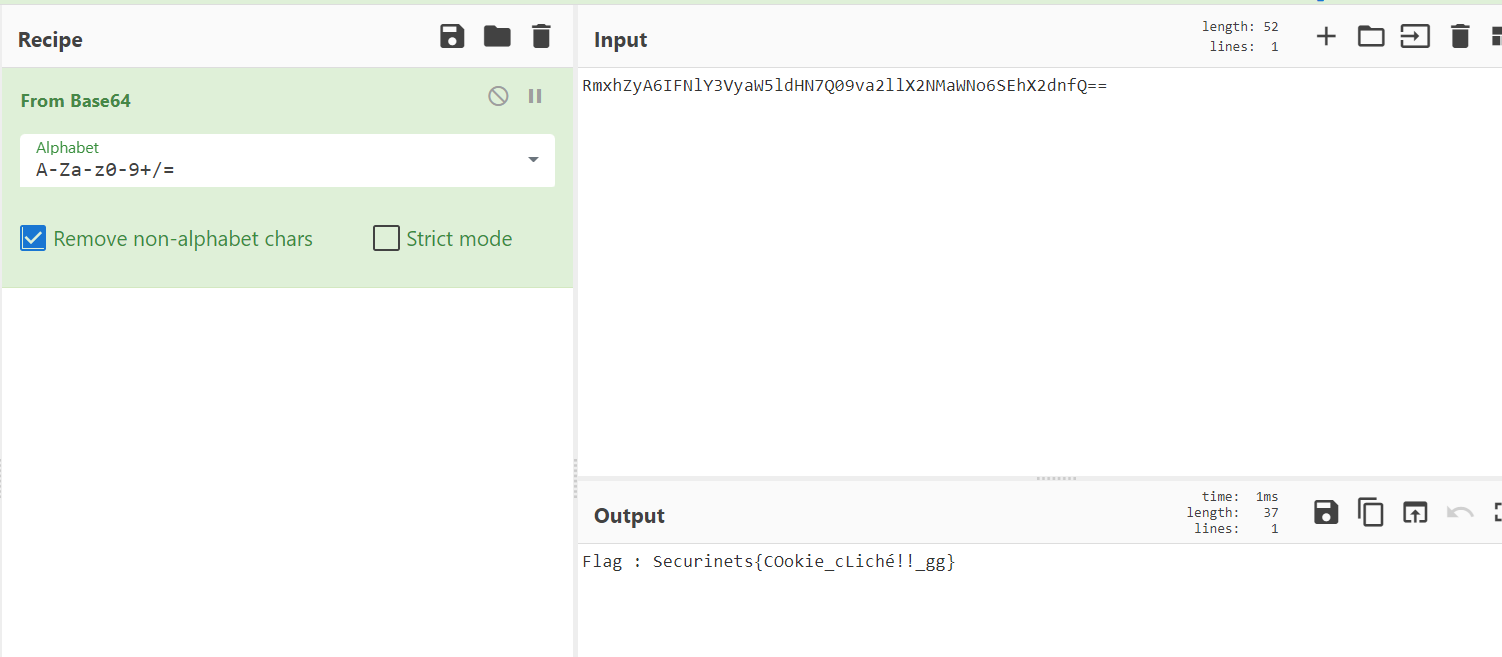 Recipe
From Base64
Alphabet
A-Za-z0-9+/=
Remove non-alphabet chars
Strict mode
Input
length: 52
lines: 1
RmxhZyA6IFNlY3VyaW5ldHN7Q09va2llX2NMaWNo6SEhX2dnfQ==
Output
time: 1ms
length: 37
lines: 1
Flag : Securinets{COokie_cLiché!!_gg}